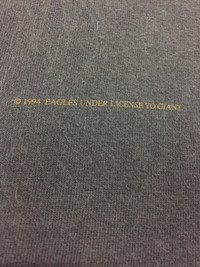 © 1994 EAGLES UNDER LICENSE TO GIANT